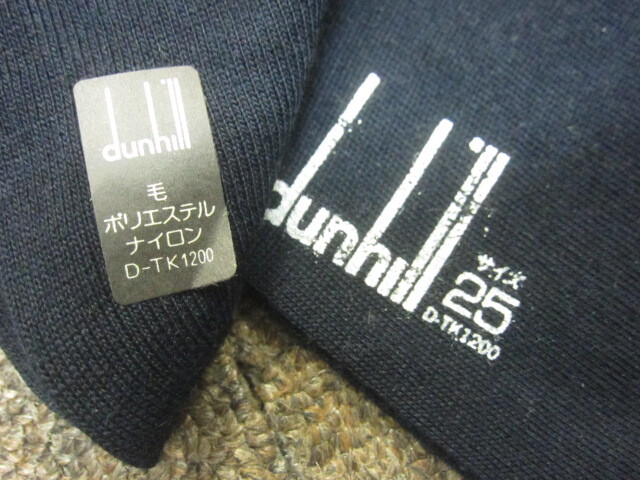 dunhill
毛
ポリエステル
ナイロン
D-TK1200
dunhill
サイズ
25
D-TK1200